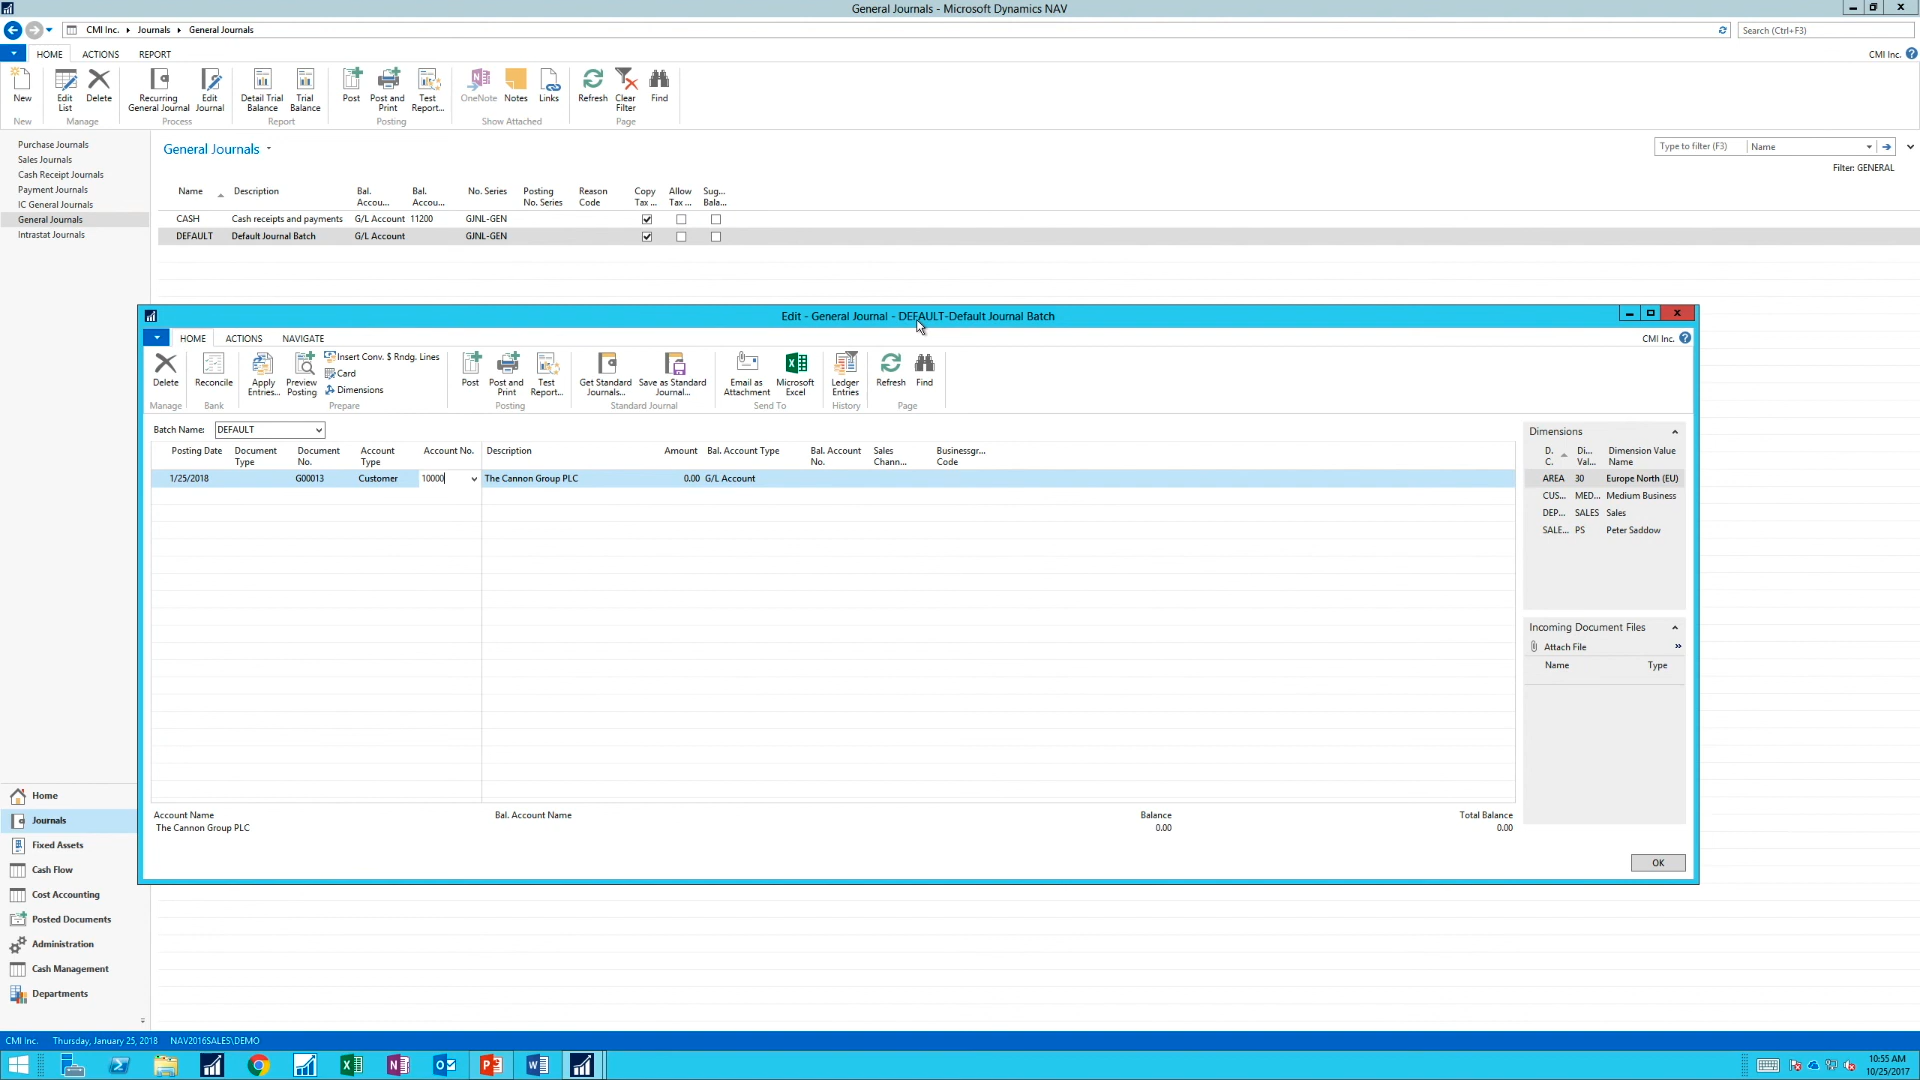 General Journals - Microsoft Dynamics NAV
CMI Inc. ▸ Journals ▸ General Journals
Search (Ctrl+F3)
HOME ACTIONS REPORT
CMI Inc.
New
Edit List
Delete
Recurring General Journal
Edit Journal
Detail Trial Balance
Trial Balance
Post
Post and Print
Test Report...
OneNote
Notes
Links
Refresh
Clear Filter
Find
New Manage Process Report Posting Show Attached Page
Purchase Journals
Sales Journals
Cash Receipt Journals
Payment Journals
IC General Journals
General Journals
Intrastat Journals
General Journals
Type to filter (F3) Name
Filter: GENERAL
Name Description Bal. Accou... Bal. Accou... No. Series Posting No. Series Reason Code Copy Tax ... Allow Tax ... Sug... Bala...
CASH Cash receipts and payments G/L Account 11200 GJNL-GEN
DEFAULT Default Journal Batch G/L Account GJNL-GEN
Edit - General Journal - DEFAULT-Default Journal Batch
HOME ACTIONS NAVIGATE
CMI Inc.
Delete
Reconcile
Apply Entries...
Preview Posting
Insert Conv. $ Rndg. Lines
Card
Dimensions
Post
Post and Print
Test Report...
Get Standard Journals...
Save as Standard Journal...
Email as Attachment
Microsoft Excel
Ledger Entries
Refresh
Find
Manage Bank Prepare Posting Standard Journal Send To History Page
Batch Name: DEFAULT
Posting Date Document Type Document No. Account Type Account No. Description Amount Bal. Account Type Bal. Account No. Sales Chann... Businessgr... Code
1/25/2018 G00013 Customer 10000 The Cannon Group PLC 0.00 G/L Account
Dimensions
D. C. Di... Val... Dimension Value Name
AREA 30 Europe North (EU)
CUS... MED... Medium Business
DEP... SALES Sales
SALE... PS Peter Saddow
Incoming Document Files
Attach File
Name Type
Account Name Bal. Account Name Balance Total Balance
The Cannon Group PLC 0.00 0.00
OK
Home
Journals
Fixed Assets
Cash Flow
Cost Accounting
Posted Documents
Administration
Cash Management
Departments
CMI Inc. Thursday, January 25, 2018 NAV2016SALES\DEMO
10:55 AM
10/25/2017